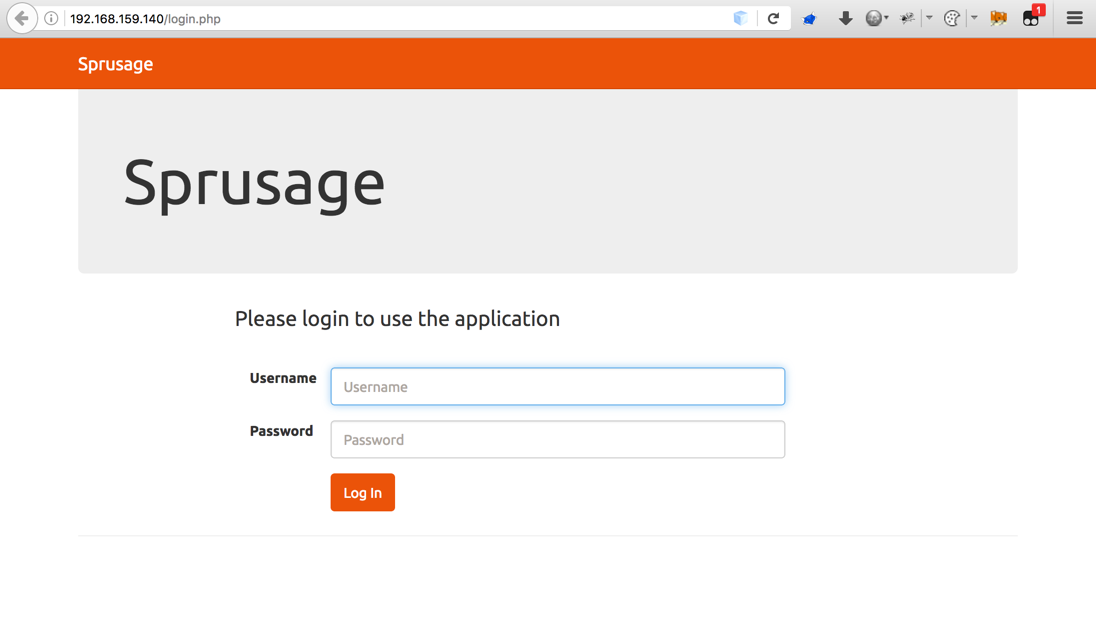 192.168.159.140/login.php
1
Sprusage
Sprusage
Please login to use the application
Username
Username
Password
Password
Log In